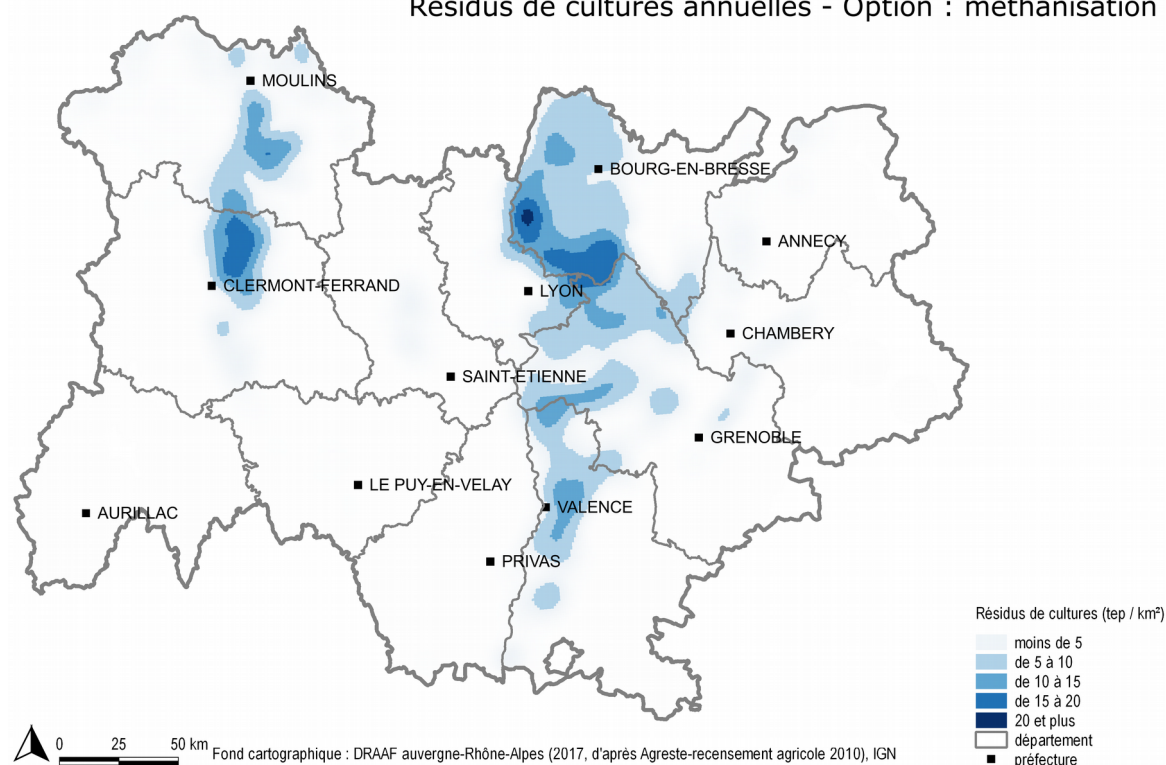 Résidus de cultures annuelles - Option : méthanisation
MOULINS
BOURG-EN-BRESSE
ANNECY
CLERMONT-FERRAND
LYON
CHAMBERY
SAINT-ETIENNE
GRENOBLE
LE PUY-EN-VELAY
VALENCE
AURILLAC
PRIVAS
Résidus de cultures (tep / km²)
moins de 5
de 5 à 10
de 10 à 15
de 15 à 20
20 et plus
département
préfecture
0 25 50 km
Fond cartographique : DRAAF auvergne-Rhône-Alpes (2017, d'après Agreste-recensement agricole 2010), IGN